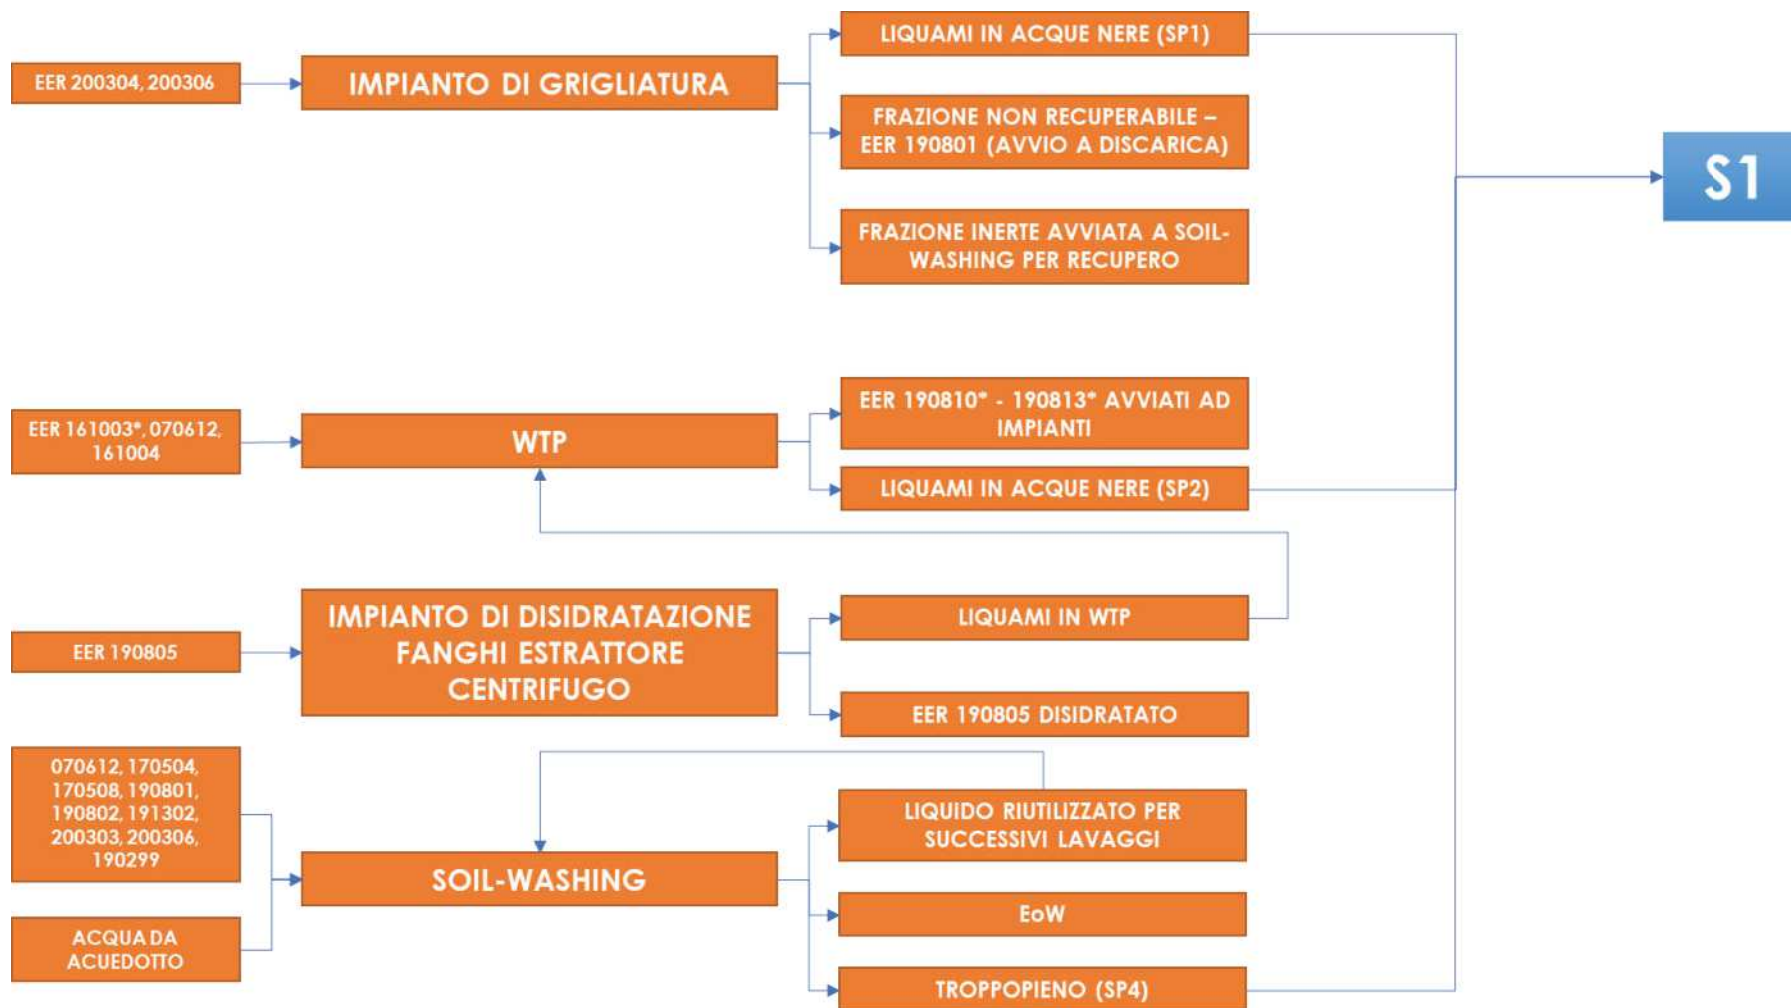 EER 200304, 200306
IMPIANTO DI GRIGLIATURA
LIQUAMI IN ACQUE NERE (SP1)
FRAZIONE NON RECUPERABILE –
EER 190801 (AVVIO A DISCARICA)
FRAZIONE INERTE AVVIATA A SOIL-
WASHING PER RECUPERO
S1
EER 161003*, 070612,
161004
WTP
EER 190810* - 190813* AVVIATI AD
IMPIANTI
LIQUAMI IN ACQUE NERE (SP2)
EER 190805
IMPIANTO DI DISIDRATAZIONE
FANGHI ESTRATTORE
CENTRIFUGO
LIQUAMI IN WTP
EER 190805 DISIDRATATO
070612, 170504,
170508, 190801,
190802, 191302,
200303, 200306,
190299
ACQUA DA
ACUEDOTTO
SOIL-WASHING
LIQUIDO RIUTILIZZATO PER
SUCCESSIVI LAVAGGI
EoW
TROPPOPIENO (SP4)